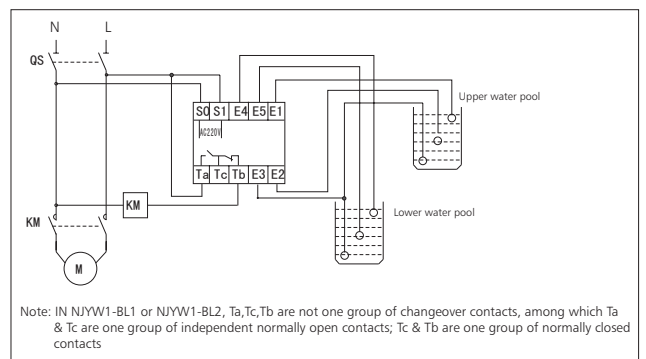 N L
QS
S0 S1 E4 E5 E1
Upper water pool
AC220V
Ta Tc Tb E3 E2
KM
Lower water pool
KM
M
Note: IN NJYW1-BL1 or NJYW1-BL2, Ta,Tc,Tb are not one group of changeover contacts, among which Ta
& Tc are one group of independent normally open contacts; Tc & Tb are one group of normally closed
contacts